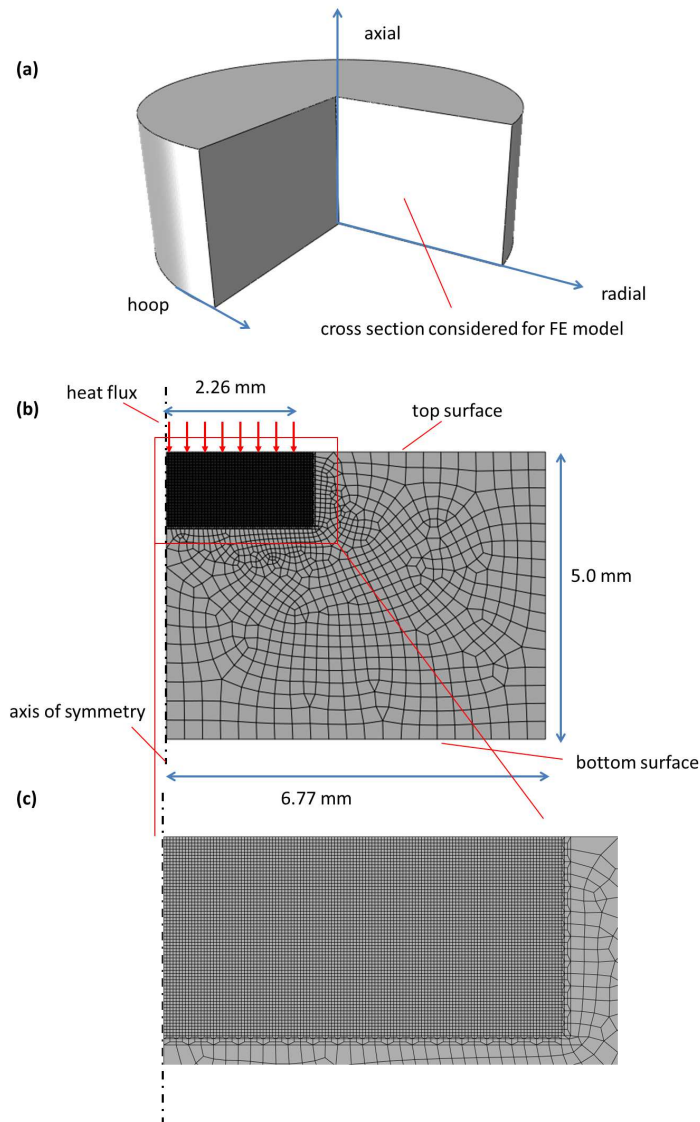 axial
(a)
hoop
radial
cross section considered for FE model
heat flux
2.26 mm
(b)
top surface
5.0 mm
axis of symmetry
bottom surface
6.77 mm
(c)